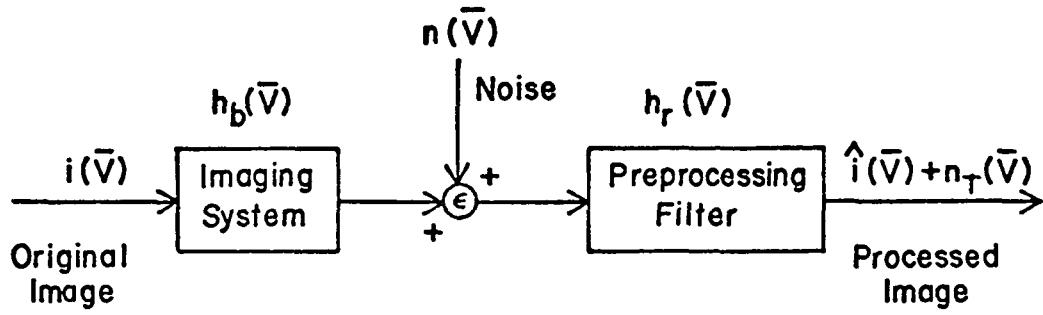 n(V̄)
Noise
h_b(V̄)
h_r(V̄)
i(V̄)
Imaging
System
+
ϵ
+
Preprocessing
Filter
î(V̄)+n_T(V̄)
Original
Image
Processed
Image